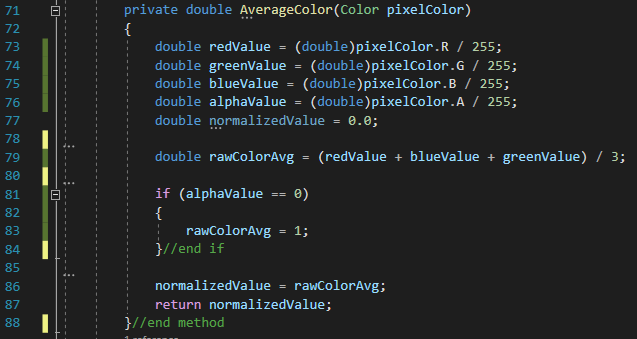 71 private double AverageColor(Color pixelColor)
72 {
73 double redValue = (double)pixelColor.R / 255;
74 double greenValue = (double)pixelColor.G / 255;
75 double blueValue = (double)pixelColor.B / 255;
76 double alphaValue = (double)pixelColor.A / 255;
77 double normalizedValue = 0.0;
78
79 double rawColorAvg = (redValue + blueValue + greenValue) / 3;
80
81 if (alphaValue == 0)
82 {
83 rawColorAvg = 1;
84 }//end if
85
86 normalizedValue = rawColorAvg;
87 return normalizedValue;
88 }//end method